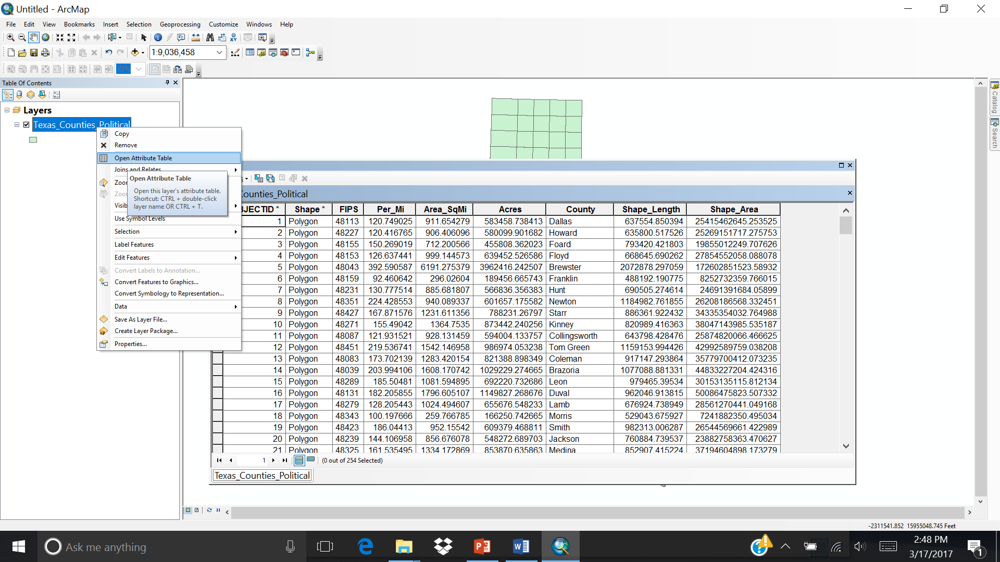 Untitled - ArcMap
File Edit View Bookmarks Insert Selection Geoprocessing Customize Windows Help
1:9,036,458
Table Of Contents
Layers
Texas_Counties_Political
Copy
Remove
Open Attribute Table
Joins and Relates
Open Attribute Table
Open this layer's attribute table.
Shortcut: CTRL + double-click
layer name OR CTRL + T.
Use Symbol Levels
Selection
Label Features
Edit Features
Convert Labels to Annotation...
Convert Features to Graphics...
Convert Symbology to Representation...
Data
Save As Layer File...
Create Layer Package...
Properties...
Catalog
Search
Counties_Political
BJECTID * Shape * FIPS Per_Mi Area_SqMi Acres County Shape_Length Shape_Area
1 Polygon 48113 120.749025 911.654279 583458.738413 Dallas 637554.850394 25415462645.253525
2 Polygon 48227 120.416765 906.406096 580099.901682 Howard 635800.517526 25269151717.275753
3 Polygon 48155 150.269019 712.200566 455808.362023 Foard 793420.421803 19855012249.707626
4 Polygon 48153 126.637441 999.144573 639452.526586 Floyd 668645.690262 27854552058.088078
5 Polygon 48043 392.590587 6191.275379 3962416.242507 Brewster 2072878.297059 172602851523.58932
6 Polygon 48159 92.460642 296.02604 189456.665743 Franklin 488192.190775 8252732359.766015
7 Polygon 48231 130.777514 885.681807 566836.356383 Hunt 690505.274614 24691391684.05899
8 Polygon 48351 224.428553 940.089337 601657.175582 Newton 1184982.761855 26208186568.332451
9 Polygon 48427 167.871576 1231.611356 788231.26797 Starr 886361.922432 34335354032.764988
10 Polygon 48271 155.49042 1364.7535 873442.240256 Kinney 820989.416363 38047143985.535187
11 Polygon 48087 121.931521 928.131459 594004.133757 Collingsworth 643798.428476 25874820066.466625
12 Polygon 48451 219.536741 1542.146958 986974.053238 Tom Green 1159153.994426 42992589759.038208
13 Polygon 48083 173.702139 1283.420154 821388.898349 Coleman 917147.293864 35779700412.073235
14 Polygon 48039 203.994106 1608.170742 1029229.274665 Brazoria 1077088.881331 44833227204.424316
15 Polygon 48289 185.50481 1081.594895 692220.732686 Leon 979465.39534 30153135115.812134
16 Polygon 48131 182.205855 1796.605107 1149827.268676 Duval 962046.913815 50086475823.507332
17 Polygon 48279 128.205443 1024.494607 655676.548233 Lamb 676924.738949 28561270441.049168
18 Polygon 48343 100.197666 259.766785 166250.742665 Morris 529043.675927 7241882350.495034
19 Polygon 48423 186.04413 952.15542 609379.468811 Smith 982313.006287 26544569661.422989
20 Polygon 48239 144.106958 856.676078 548272.689703 Jackson 760884.739537 23882758363.470627
21 Polygon 48325 161.535495 1334.172869 853870.635863 Medina 852907.415224 37194604898.173279
1 (0 out of 254 Selected)
Texas_Counties_Political
-2311541.852 15955048.745 Feet
Ask me anything
2:48 PM
3/17/2017
1